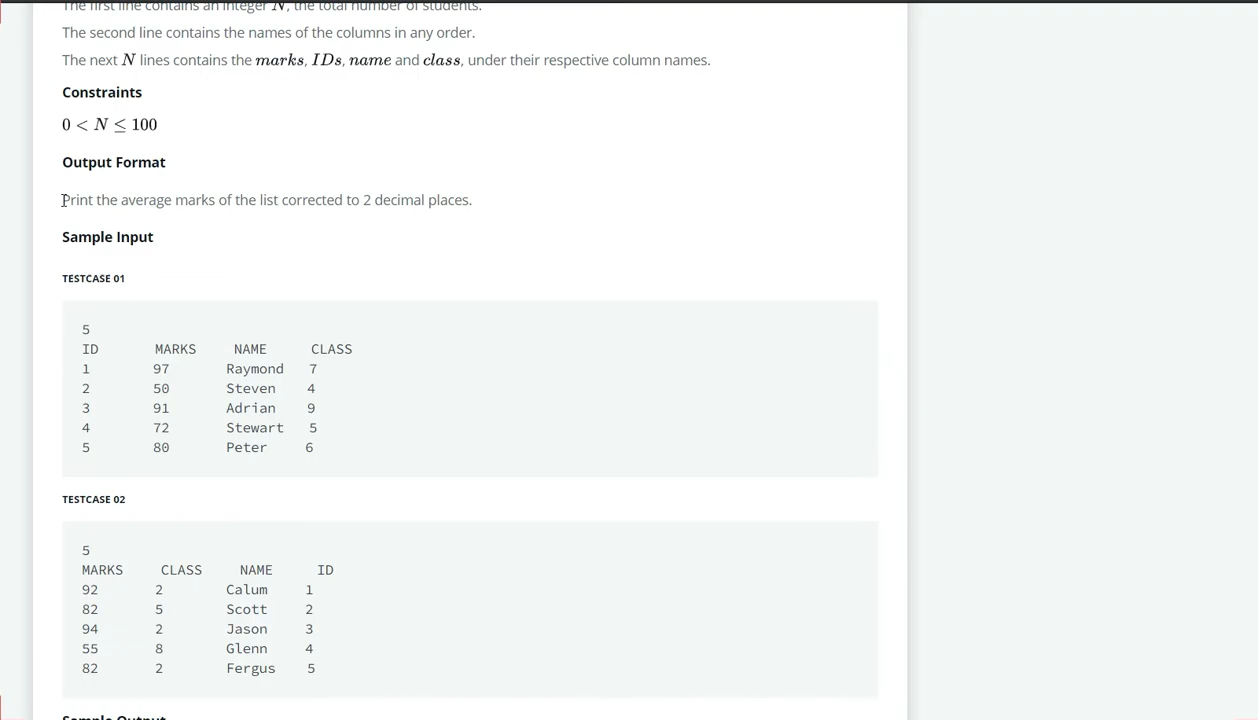 The first line contains an integer N, the total number of students.
The second line contains the names of the columns in any order.
The next N lines contains the marks, IDs, name and class, under their respective column names.
Constraints
0 < N ≤ 100
Output Format
Print the average marks of the list corrected to 2 decimal places.
Sample Input
TESTCASE 01
5
ID MARKS NAME CLASS
1 97 Raymond 7
2 50 Steven 4
3 91 Adrian 9
4 72 Stewart 5
5 80 Peter 6
TESTCASE 02
5
MARKS CLASS NAME ID
92 2 Calum 1
82 5 Scott 2
94 2 Jason 3
55 8 Glenn 4
82 2 Fergus 5
Sample Output